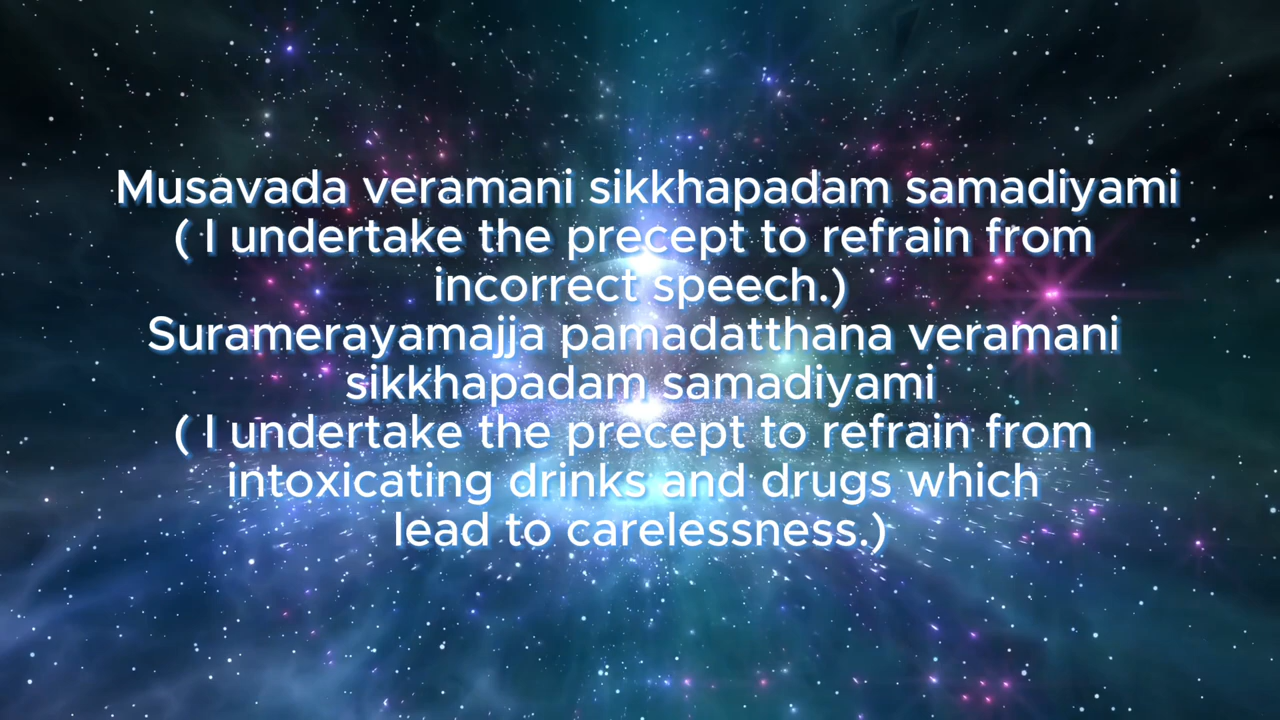 Musavada veramani sikkhapadam samadiyami
( I undertake the precept to refrain from
incorrect speech.)
Suramerayamajja pamadatthana veramani
sikkhapadam samadiyami
( I undertake the precept to refrain from
intoxicating drinks and drugs which
lead to carelessness.)